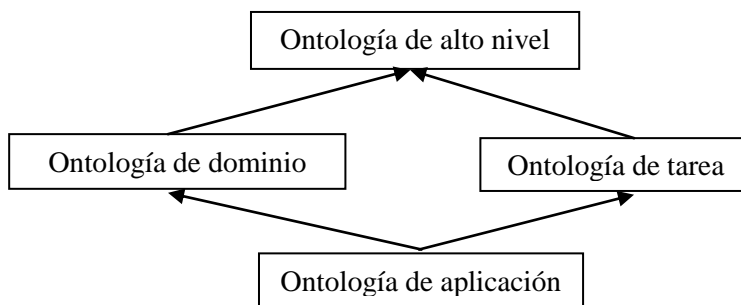 Ontología de alto nivel
Ontología de dominio
Ontología de tarea
Ontología de aplicación